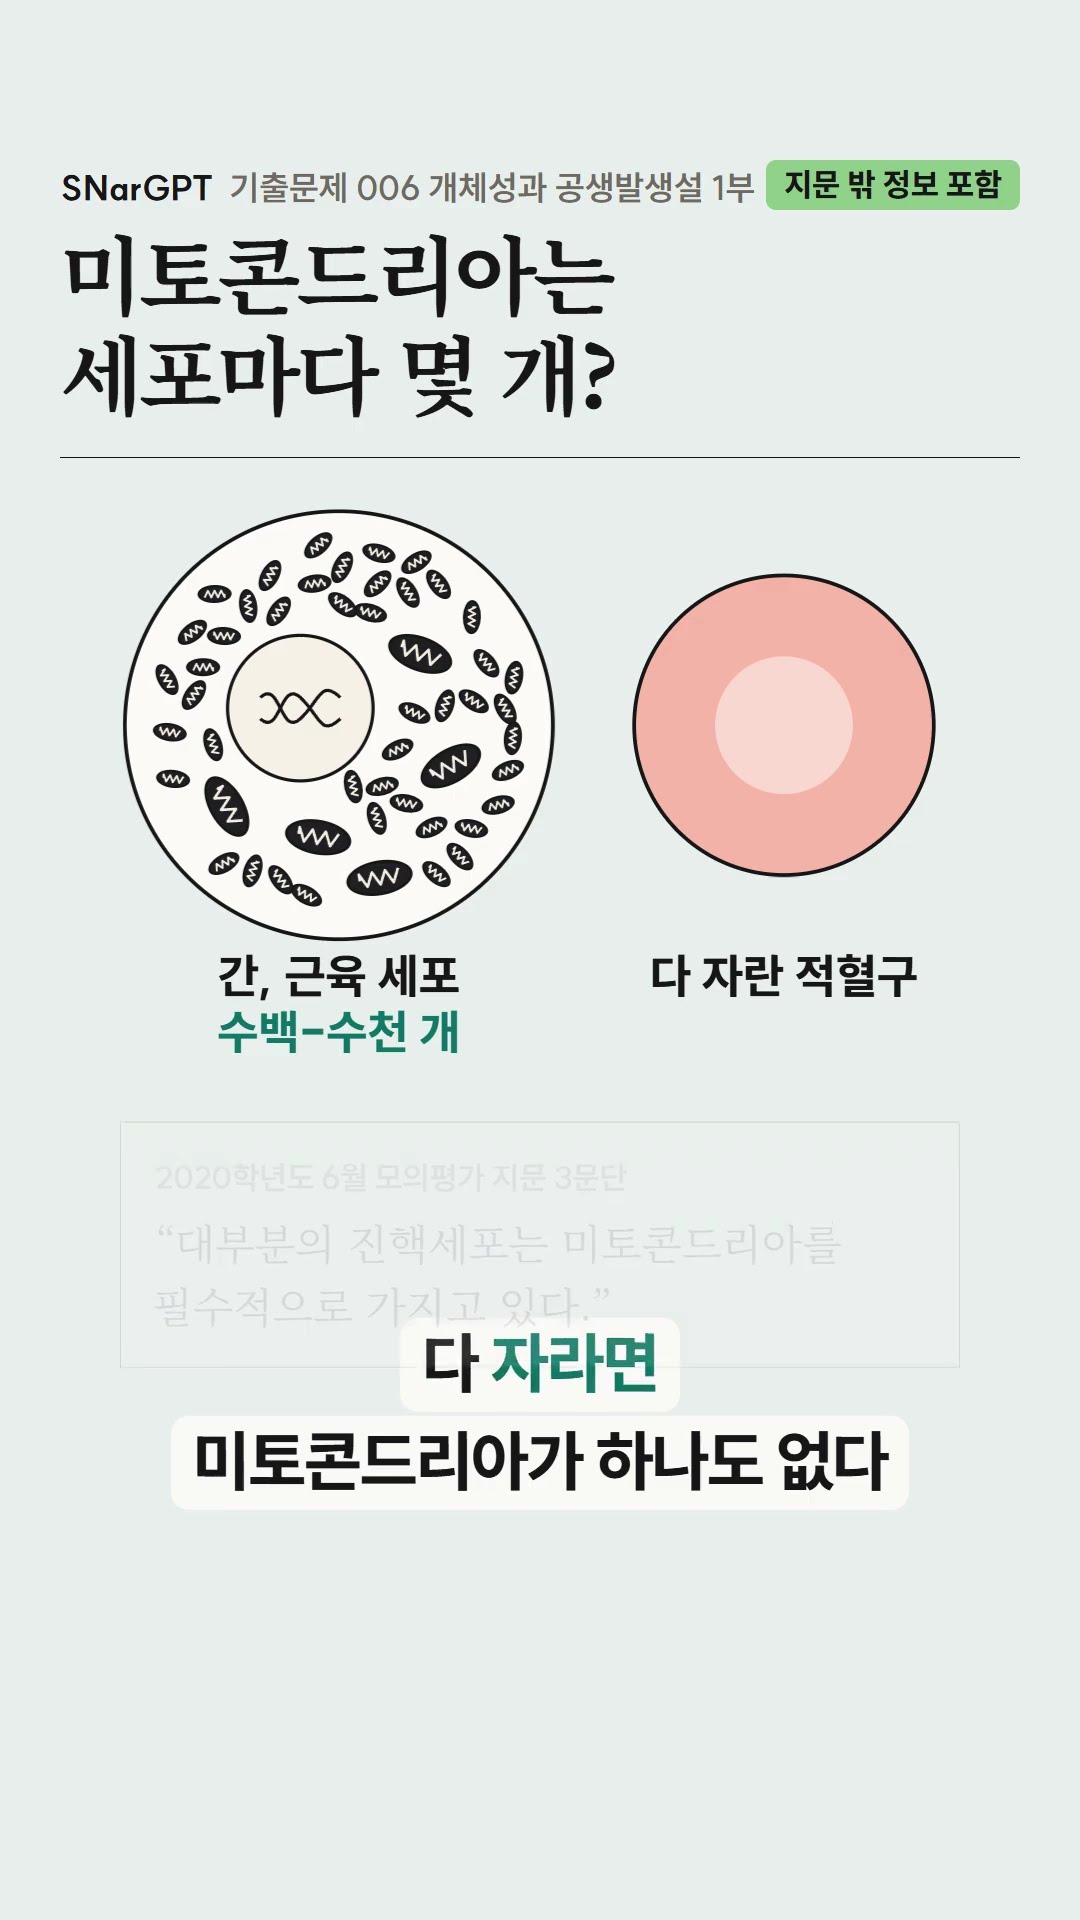 SNarGPT 기출문제 006 개체성과 공생발생설 1부 지문 밖 정보 포함
미토콘드리아는
세포마다 몇 개?
간, 근육 세포
수백-수천 개
다 자란 적혈구
2020학년도 6월 모의평가 지문 3문단
“대부분의 진핵세포는 미토콘드리아를
필수적으로 가지고 있다.”
다 자라면
미토콘드리아가 하나도 없다